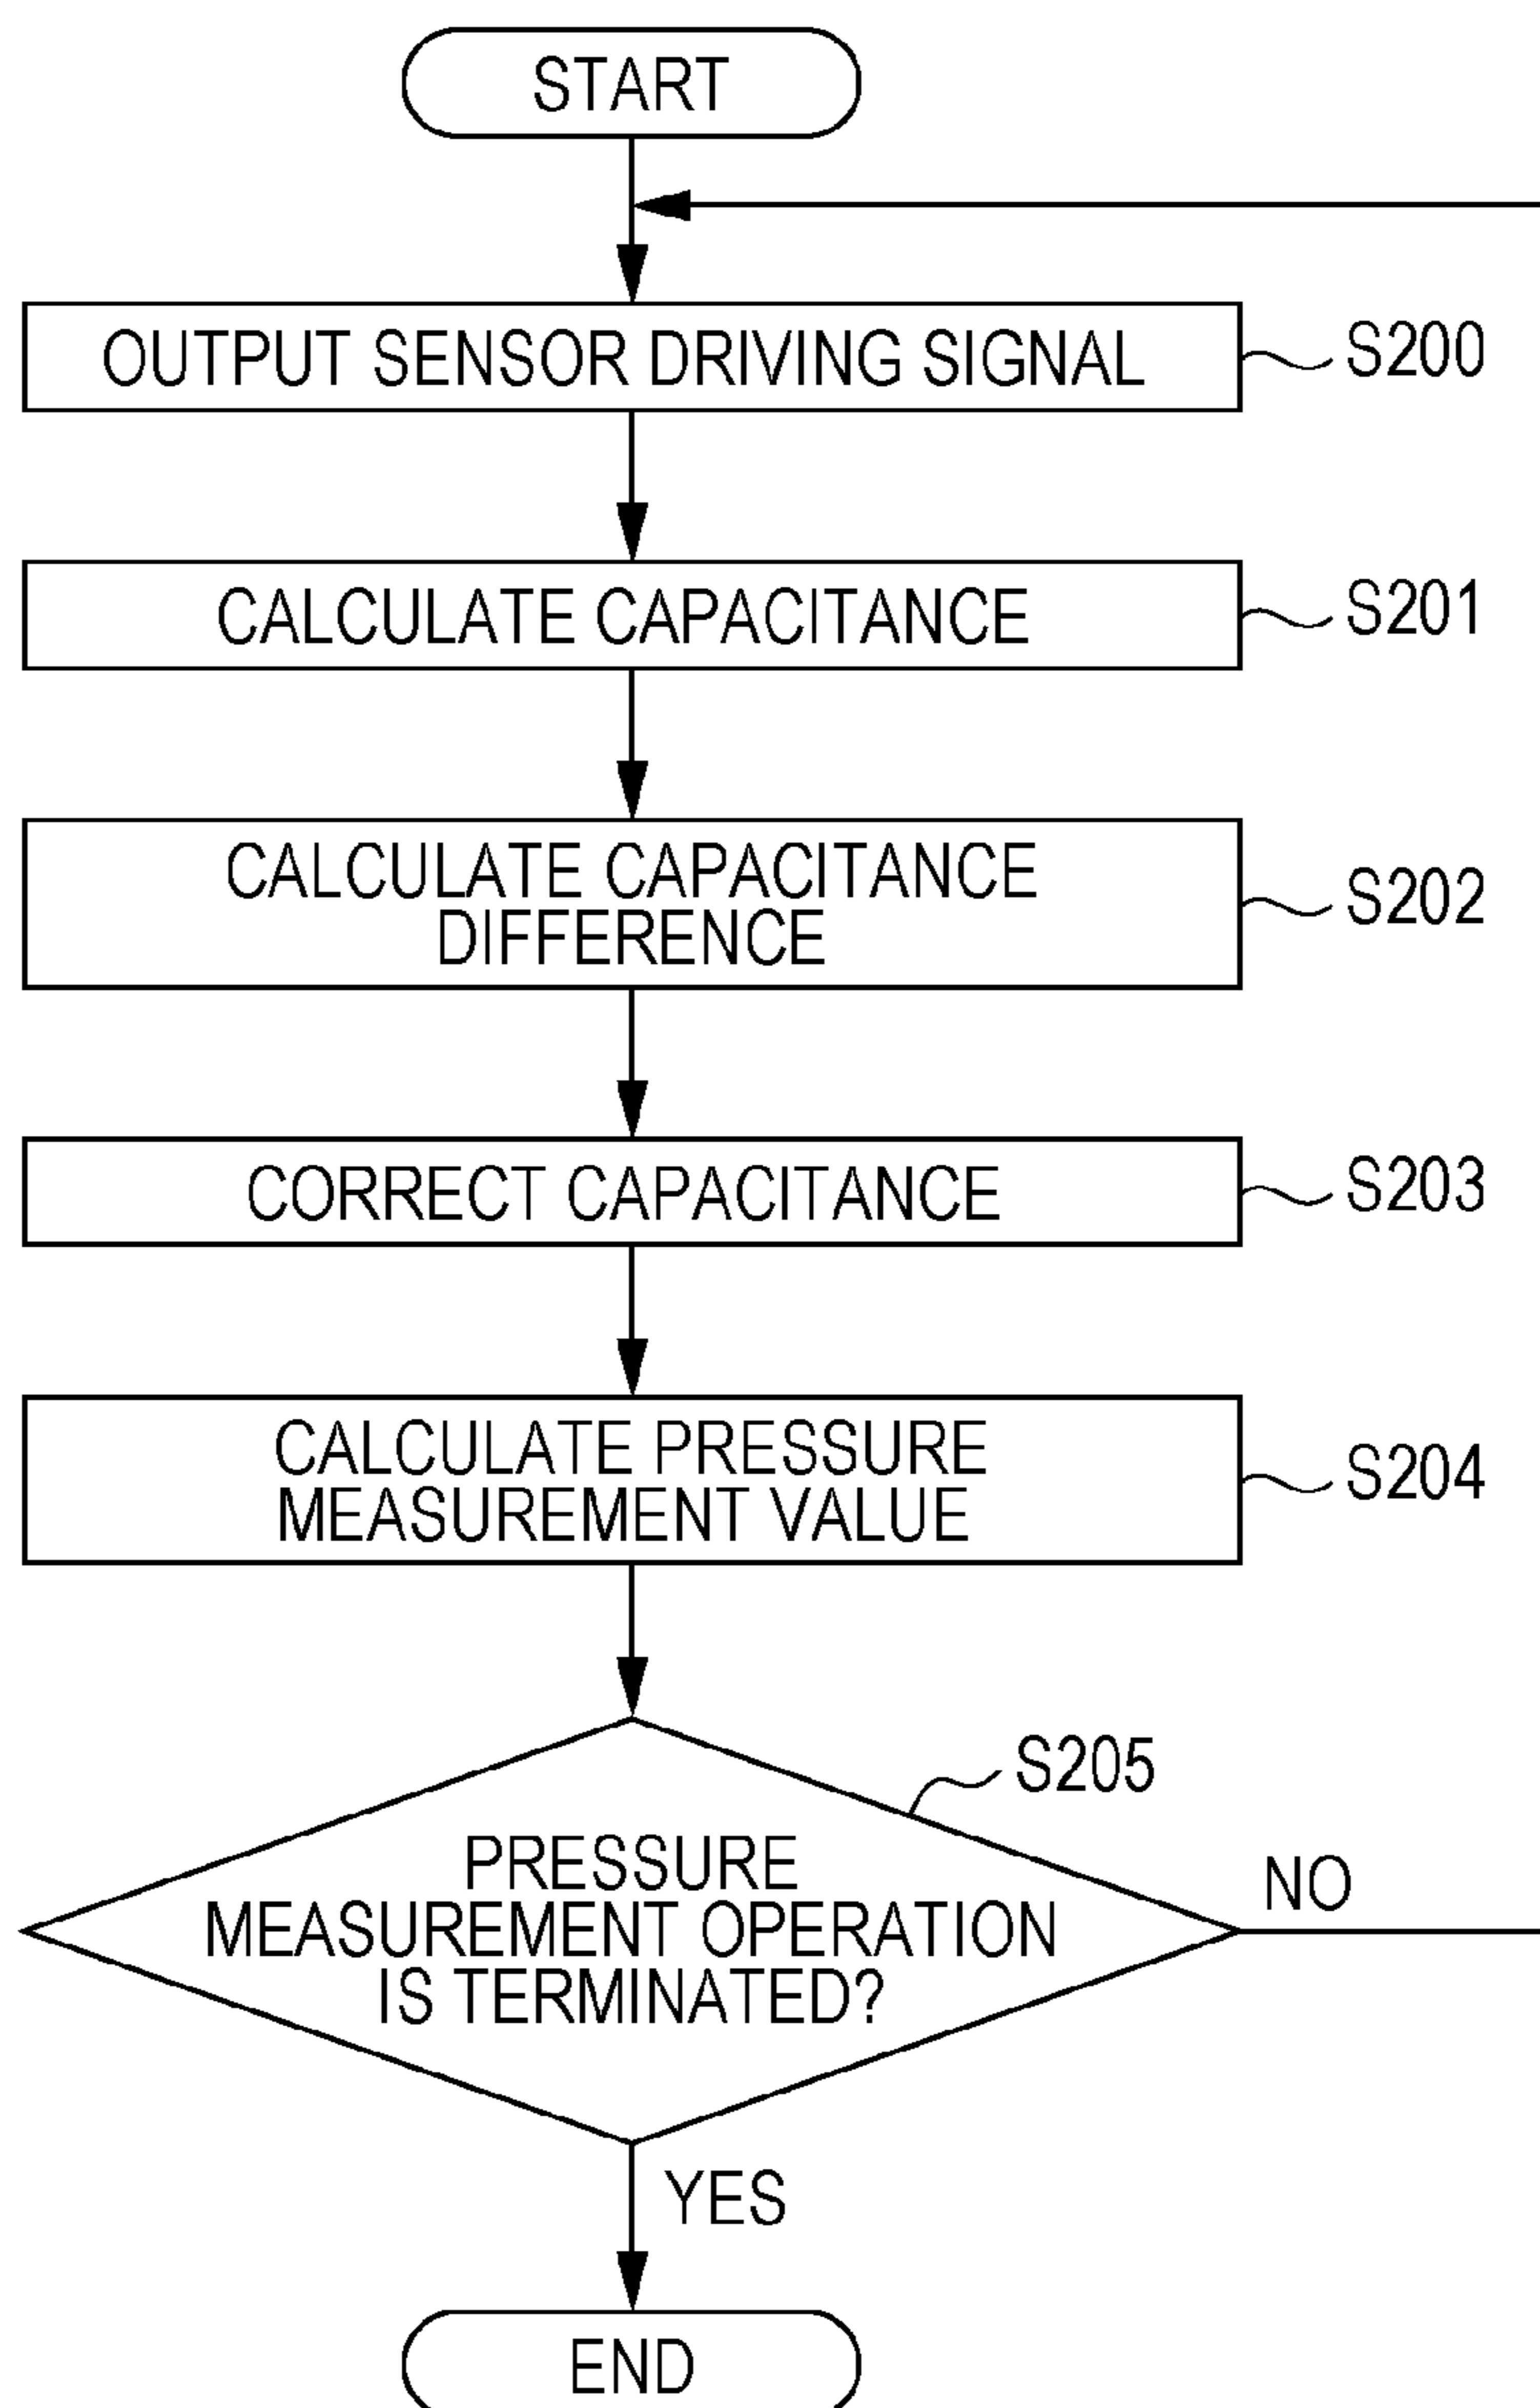 START
OUTPUT SENSOR DRIVING SIGNAL
S200
CALCULATE CAPACITANCE
S201
CALCULATE CAPACITANCE
DIFFERENCE
S202
CORRECT CAPACITANCE
S203
CALCULATE PRESSURE
MEASUREMENT VALUE
S204
S205
PRESSURE
MEASUREMENT OPERATION
IS TERMINATED?
NO
YES
END